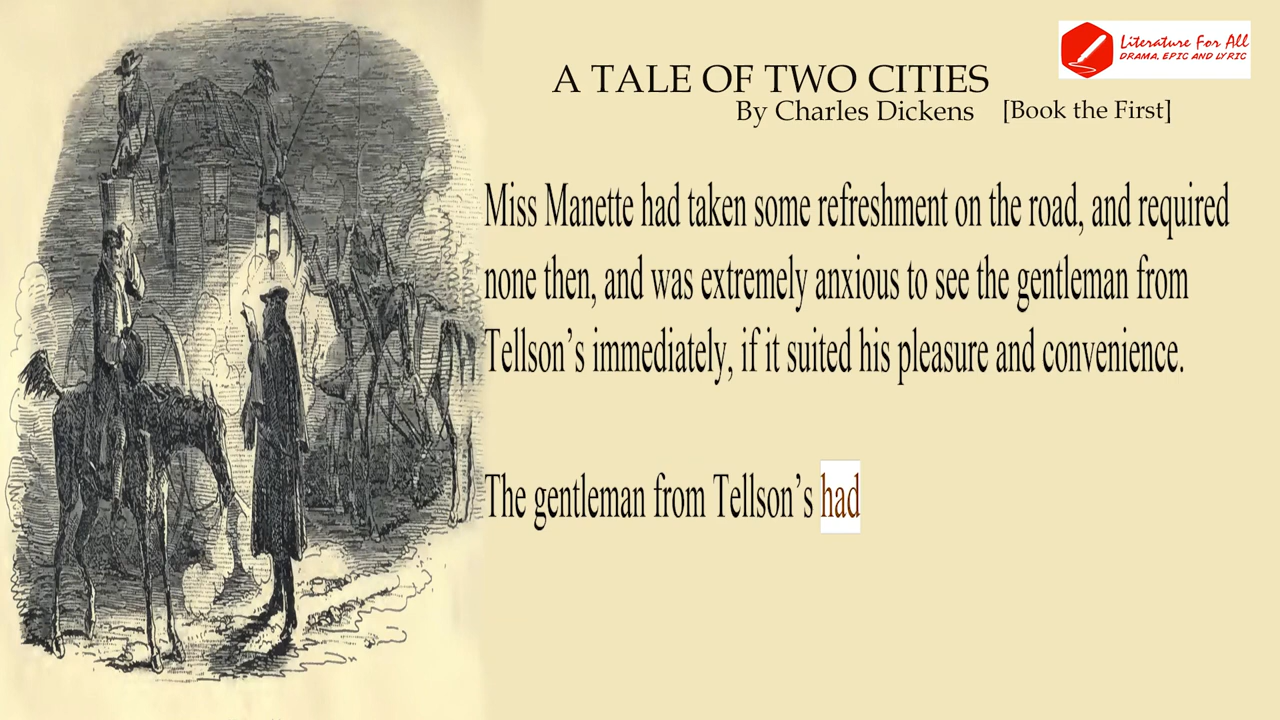 Literature For All
DRAMA, EPIC AND LYRIC
A TALE OF TWO CITIES
By Charles Dickens [Book the First]
Miss Manette had taken some refreshment on the road, and required
none then, and was extremely anxious to see the gentleman from
Tellson’s immediately, if it suited his pleasure and convenience.
The gentleman from Tellson’s had